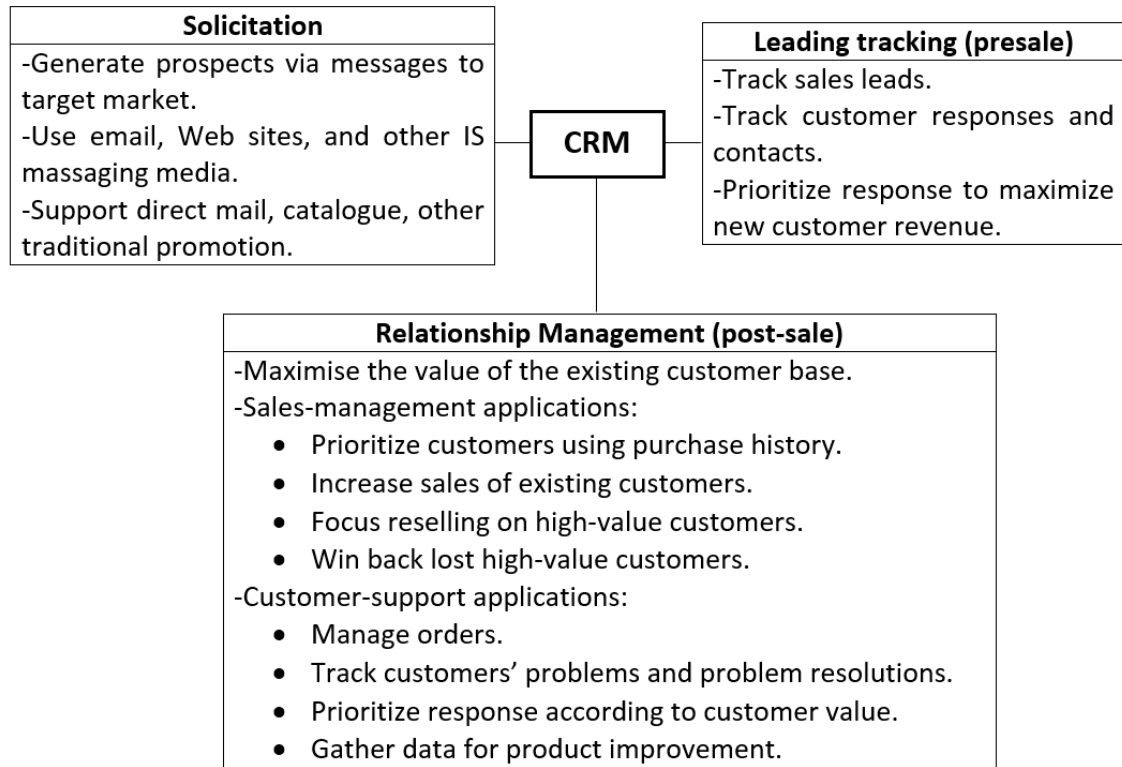 Solicitation
-Generate prospects via messages to
target market.
-Use email, Web sites, and other IS
massaging media.
-Support direct mail, catalogue, other
traditional promotion.
CRM
Leading tracking (presale)
-Track sales leads.
-Track customer responses and
contacts.
-Prioritize response to maximize
new customer revenue.
Relationship Management (post-sale)
-Maximise the value of the existing customer base.
-Sales-management applications:
• Prioritize customers using purchase history.
• Increase sales of existing customers.
• Focus reselling on high-value customers.
• Win back lost high-value customers.
-Customer-support applications:
• Manage orders.
• Track customers’ problems and problem resolutions.
• Prioritize response according to customer value.
• Gather data for product improvement.